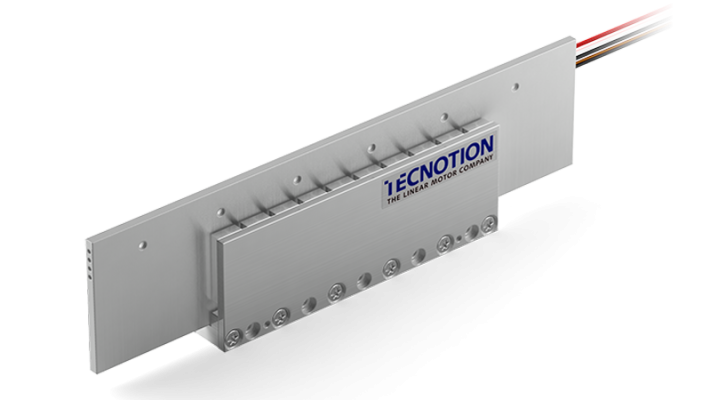 TECNOTION
THE LINEAR MOTOR COMPANY